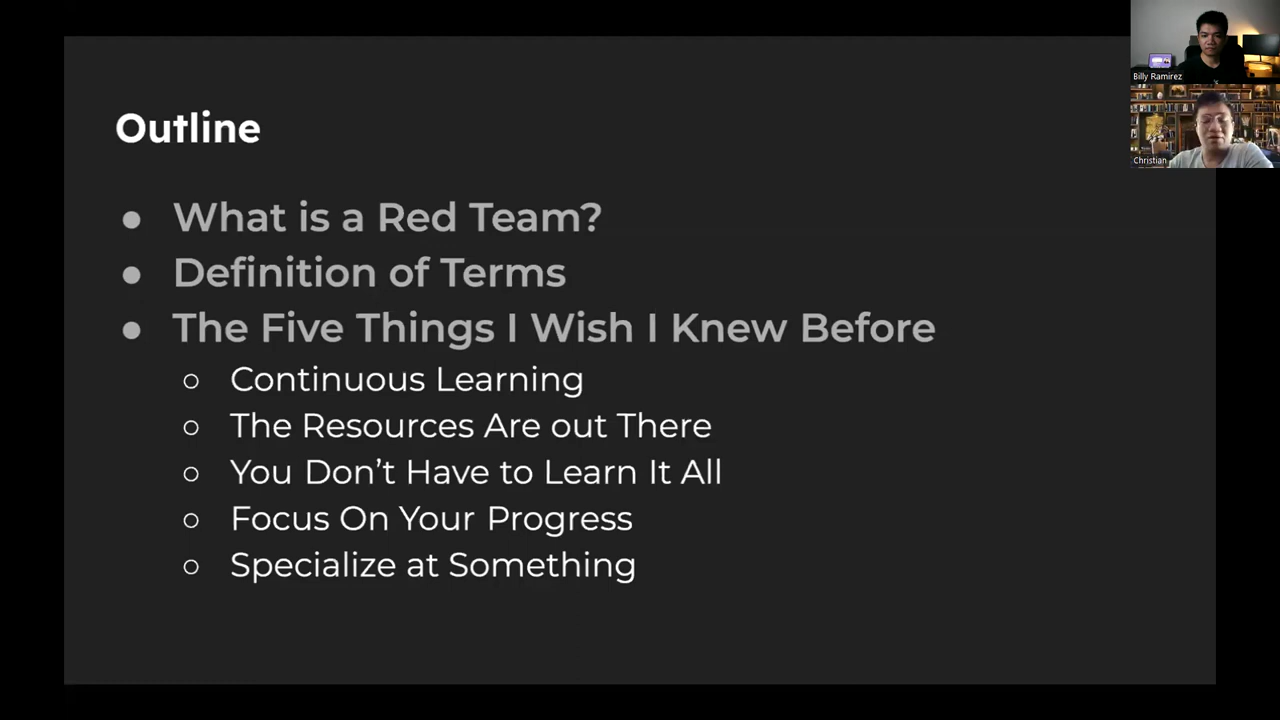 Outline
● What is a Red Team?
● Definition of Terms
● The Five Things I Wish I Knew Before
○ Continuous Learning
○ The Resources Are out There
○ You Don’t Have to Learn It All
○ Focus On Your Progress
○ Specialize at Something
Billy Ramirez
Christian